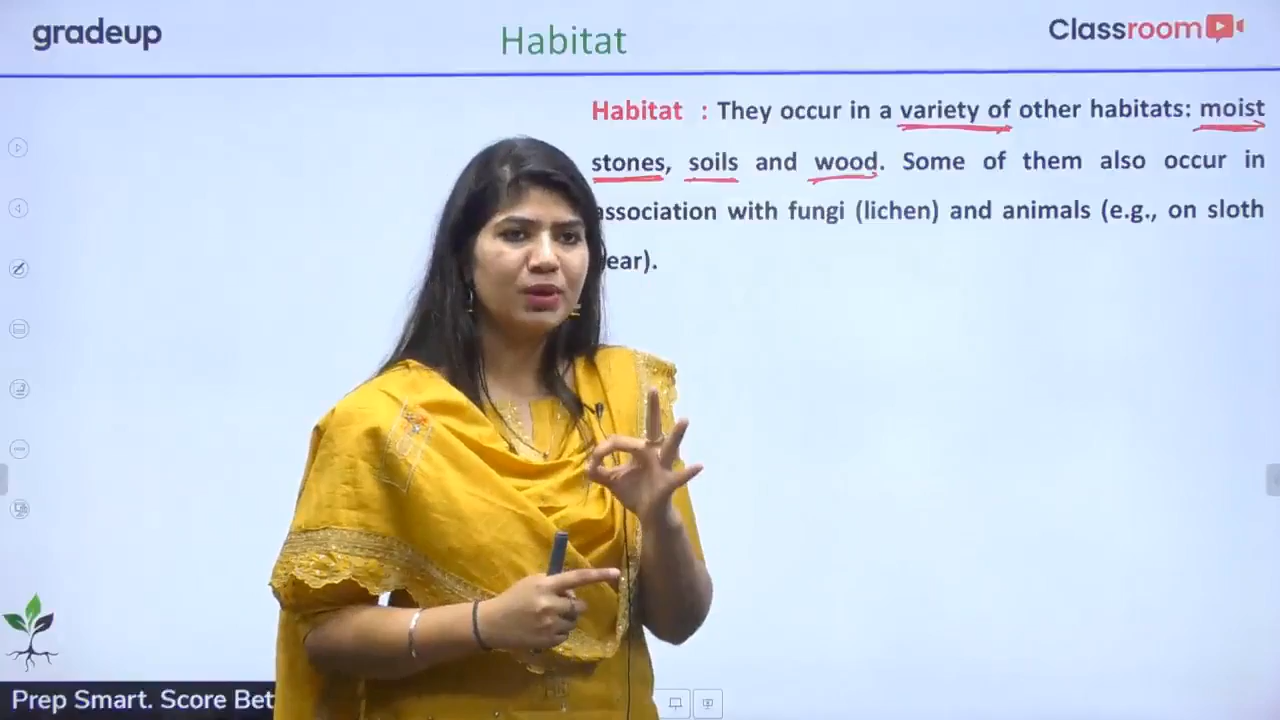 gradeup
Habitat
Classroom
Habitat : They occur in a variety of other habitats: moist
stones, soils and wood. Some of them also occur in
association with fungi (lichen) and animals (e.g., on sloth
ear).
Prep Smart. Score Bet